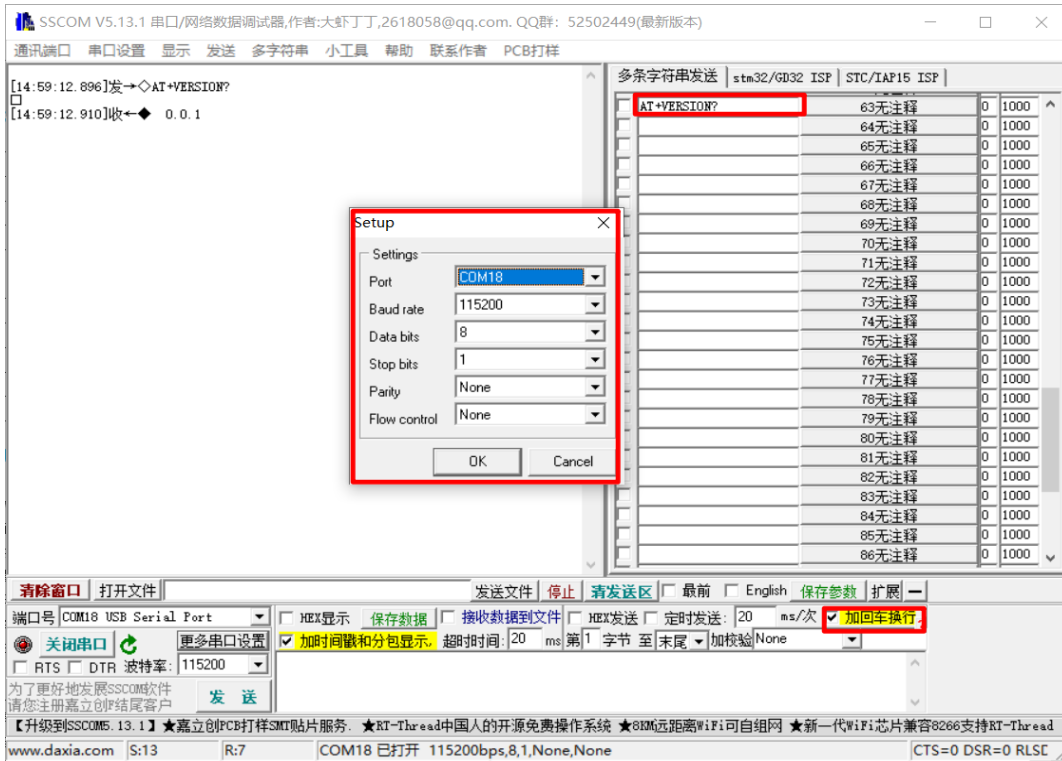 SSCOM V5.13.1 串口/网络数据调试器,作者:大虾丁丁,2618058@qq.com. QQ群: 52502449(最新版本)
通讯端口 串口设置 显示 发送 多字符串 小工具 帮助 联系作者 PCB打样
[14:59:12.896]发→◇AT+VERSION?
□
[14:59:12.910]收←◆ 0.0.1
多条字符串发送 stm32/GD32 ISP STC/IAP15 ISP
AT+VERSION? 63无注释 0 1000
64无注释 0 1000
65无注释 0 1000
66无注释 0 1000
67无注释 0 1000
68无注释 0 1000
69无注释 0 1000
70无注释 0 1000
71无注释 0 1000
72无注释 0 1000
73无注释 0 1000
74无注释 0 1000
75无注释 0 1000
76无注释 0 1000
77无注释 0 1000
78无注释 0 1000
79无注释 0 1000
80无注释 0 1000
81无注释 0 1000
82无注释 0 1000
83无注释 0 1000
84无注释 0 1000
85无注释 0 1000
86无注释 0 1000
Setup
Settings
Port COM18
Baud rate 115200
Data bits 8
Stop bits 1
Parity None
Flow control None
OK Cancel
清除窗口 打开文件 发送文件 停止 清发送区 最前 English 保存参数 扩展 —
端口号 COM18 USB Serial Port HEX显示 保存数据 接收数据到文件 HEX发送 定时发送: 20 ms/次 加回车换行
关闭串口 更多串口设置 加时间戳和分包显示, 超时时间: 20 ms 第1 字节 至 末尾 加校验 None
RTS DTR 波特率: 115200
为了更好地发展SSCOM软件
请您注册嘉立创F结尾客户
发 送
【升级到SSCOM5.13.1】★嘉立创PCB打样SMT贴片服务. ★RT-Thread中国人的开源免费操作系统 ★8KM远距离WiFi可自组网 ★新一代WiFi芯片兼容8266支持RT-Thread
www.daxia.com S:13 R:7 COM18 已打开 115200bps,8,1,None,None CTS=0 DSR=0 RLSD